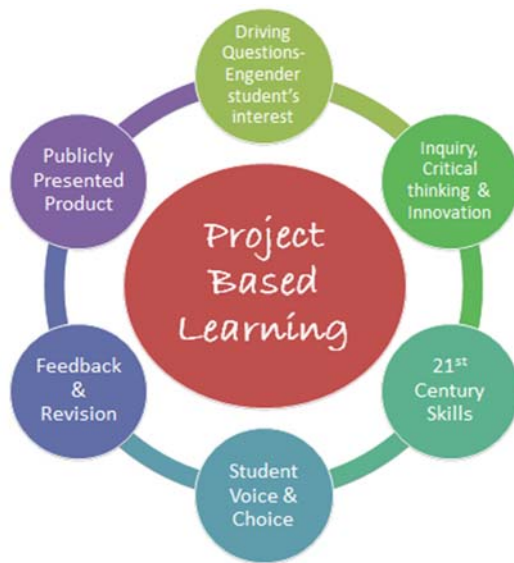 Driving
Questions-
Engender
student's
interest
Inquiry,
Critical
thinking &
Innovation
21st
Century
Skills
Student
Voice &
Choice
Feedback
&
Revision
Publicly
Presented
Product
Project
Based
Learning